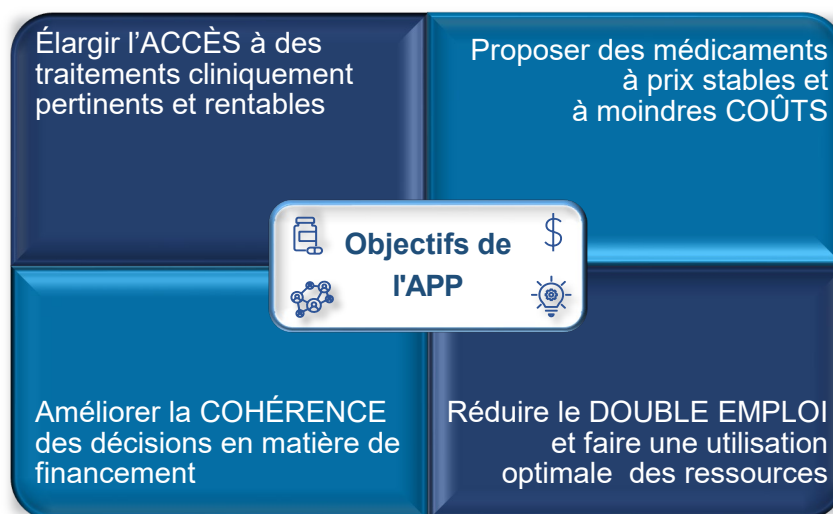 Élargir l’ACCÈS à des
traitements cliniquement
pertinents et rentables
Proposer des médicaments
à prix stables et
à moindres COÛTS
Objectifs de
l'APP
Améliorer la COHÉRENCE
des décisions en matière de
financement
Réduire le DOUBLE EMPLOI
et faire une utilisation
optimale des ressources